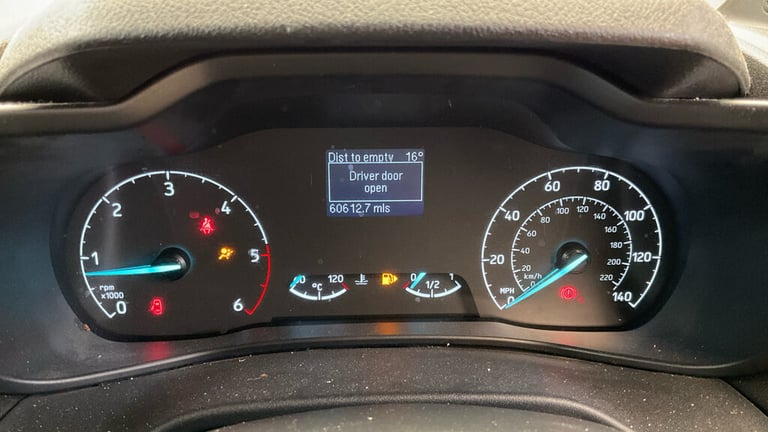 Dist to empty 16°
Driver door
open
60612.7 mls
0 1 2 3 4 5 6
rpm
x1000
0 120
°C
0 1/2 1
0 20 40 60 80 100 120 140
MPH
0 20 40 60 80 100 120 140 160 180 200 220
km/h